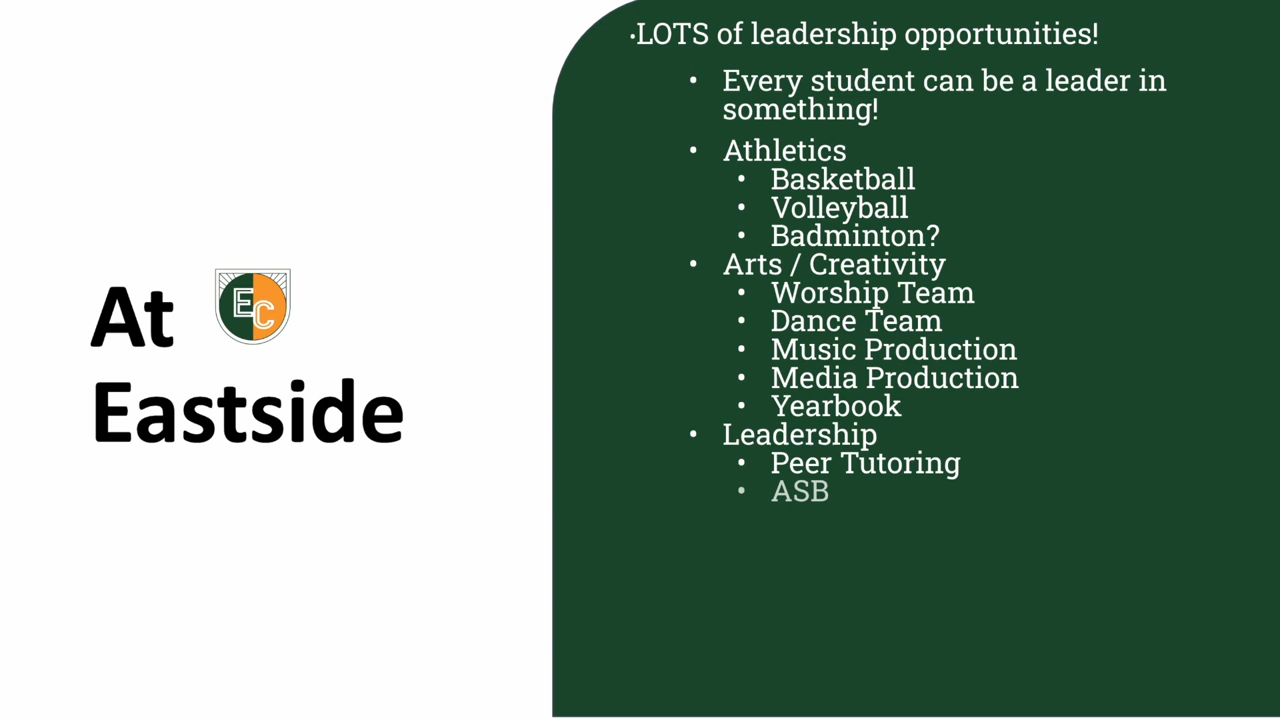 At
EC
Eastside
•LOTS of leadership opportunities!
• Every student can be a leader in
something!
• Athletics
• Basketball
• Volleyball
• Badminton?
• Arts / Creativity
• Worship Team
• Dance Team
• Music Production
• Media Production
• Yearbook
• Leadership
• Peer Tutoring
• ASB